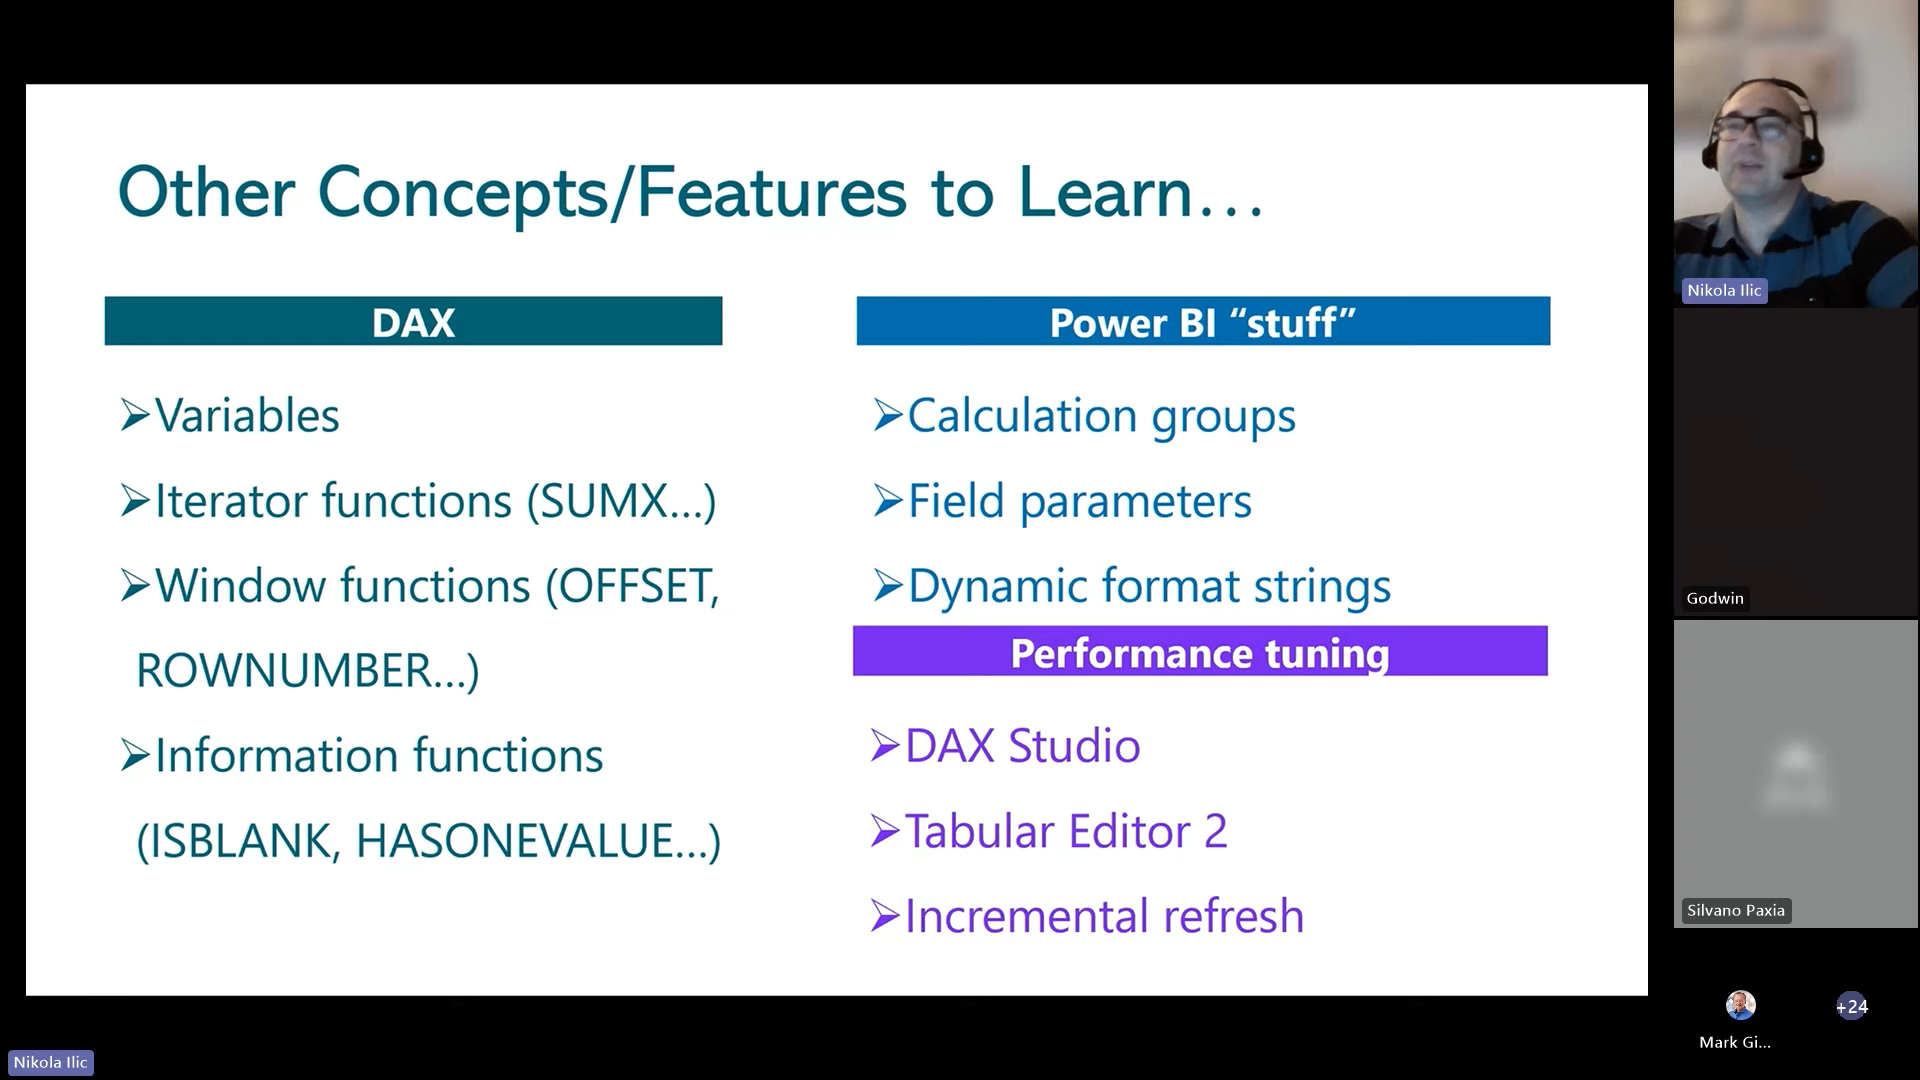 Other Concepts/Features to Learn…
DAX
➢Variables
➢Iterator functions (SUMX…)
➢Window functions (OFFSET,
ROWNUMBER…)
➢Information functions
(ISBLANK, HASONEVALUE…)
Power BI “stuff”
➢Calculation groups
➢Field parameters
➢Dynamic format strings
Performance tuning
➢DAX Studio
➢Tabular Editor 2
➢Incremental refresh
Nikola Ilic
Godwin
Silvano Paxia
Mark Gi...
+24
Nikola Ilic